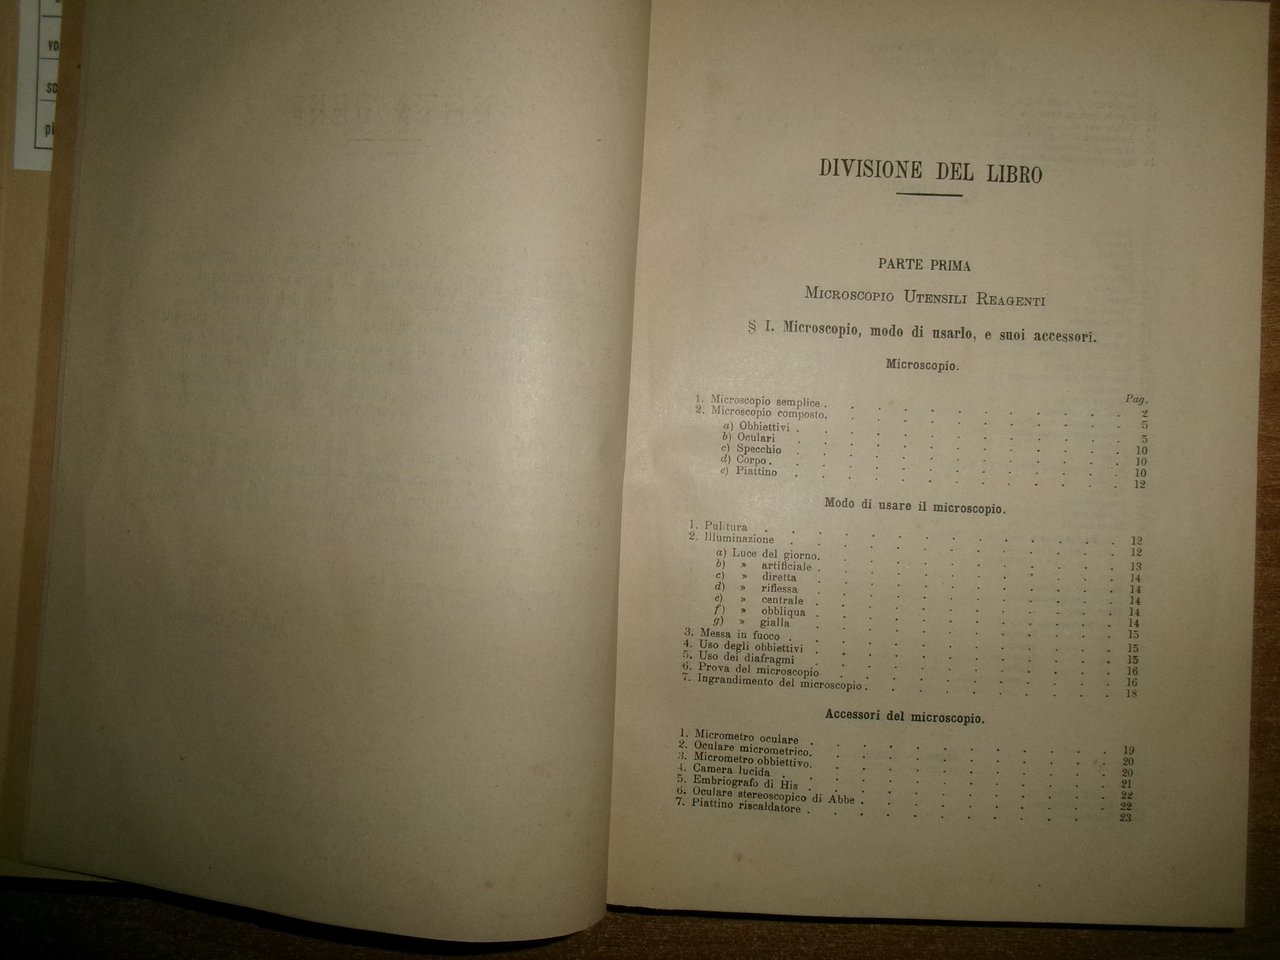 DIVISIONE DEL LIBRO
PARTE PRIMA
MICROSCOPIO UTENSILI REAGENTI
§ I. Microscopio, modo di usarlo, e suoi accessori.
Microscopio.
Pag.
1. Microscopio semplice . . . . . . . . . . . . 2
2. Microscopio composto. . . . . . . . . . . . 5
a) Obbiettivi . . . . . . . . . . . . . 5
b) Oculari . . . . . . . . . . . . . 10
c) Specchio . . . . . . . . . . . . . 10
d) Corpo . . . . . . . . . . . . . . 10
e) Piattino . . . . . . . . . . . . . 12
Modo di usare il microscopio.
1. Pulitura . . . . . . . . . . . . . . 12
2. Illuminazione . . . . . . . . . . . . . 12
a) Luce del giorno. . . . . . . . . . . . 13
b) » artificiale . . . . . . . . . . . . 14
c) » diretta . . . . . . . . . . . . 14
d) » riflessa . . . . . . . . . . . . 14
e) » centrale . . . . . . . . . . . . 14
f) » obbliqua . . . . . . . . . . . . 14
g) » gialla . . . . . . . . . . . . 15
3. Messa in fuoco . . . . . . . . . . . . . 15
4. Uso degli obbiettivi . . . . . . . . . . . . 15
5. Uso dei diafragmi . . . . . . . . . . . . 16
6. Prova del microscopio . . . . . . . . . . . 16
7. Ingrandimento del microscopio . . . . . . . . . . 18
Accessori del microscopio.
1. Micrometro oculare . . . . . . . . . . . . 19
2. Oculare micrometrico. . . . . . . . . . . . 20
3. Micrometro obbiettivo. . . . . . . . . . . . 20
4. Camera lucida . . . . . . . . . . . . . 21
5. Embriografo di His . . . . . . . . . . . . 22
6. Oculare stereoscopico di Abbe . . . . . . . . . . 22
7. Piattino riscaldatore . . . . . . . . . . . . 23